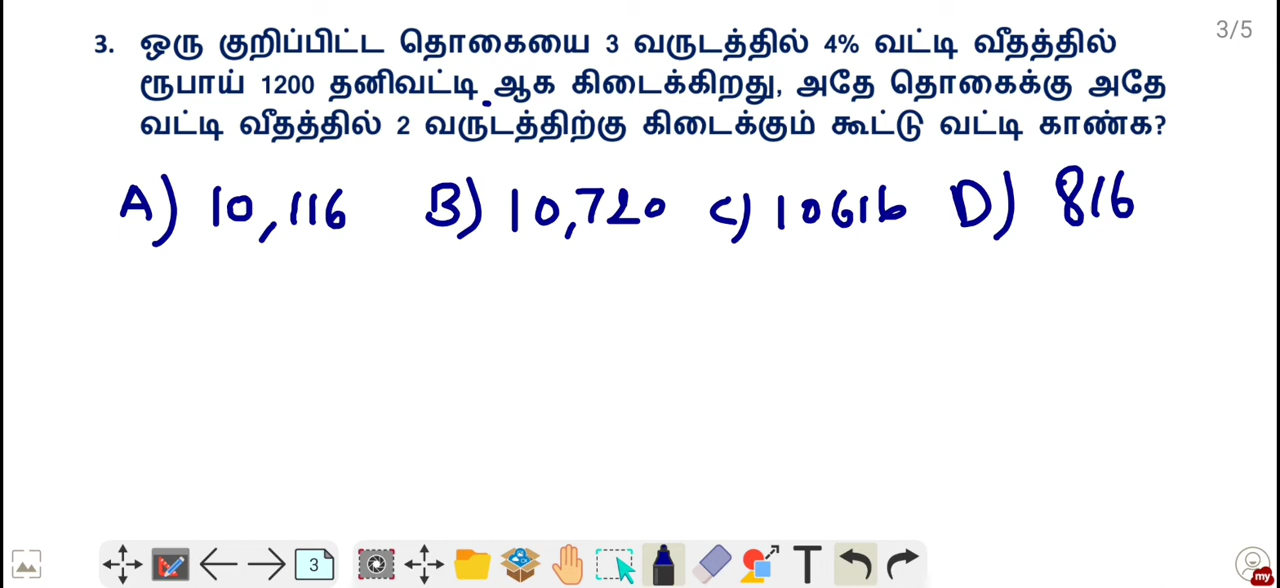 3/5
3. ஒரு குறிப்பிட்ட தொகையை 3 வருடத்தில் 4% வட்டி வீதத்தில்
ரூபாய் 1200 தனிவட்டி ஆக கிடைக்கிறது, அதே தொகைக்கு அதே
வட்டி வீதத்தில் 2 வருடத்திற்கு கிடைக்கும் கூட்டு வட்டி காண்க?
A) 10,116 B) 10,720 C) 10616 D) 816
3 T my